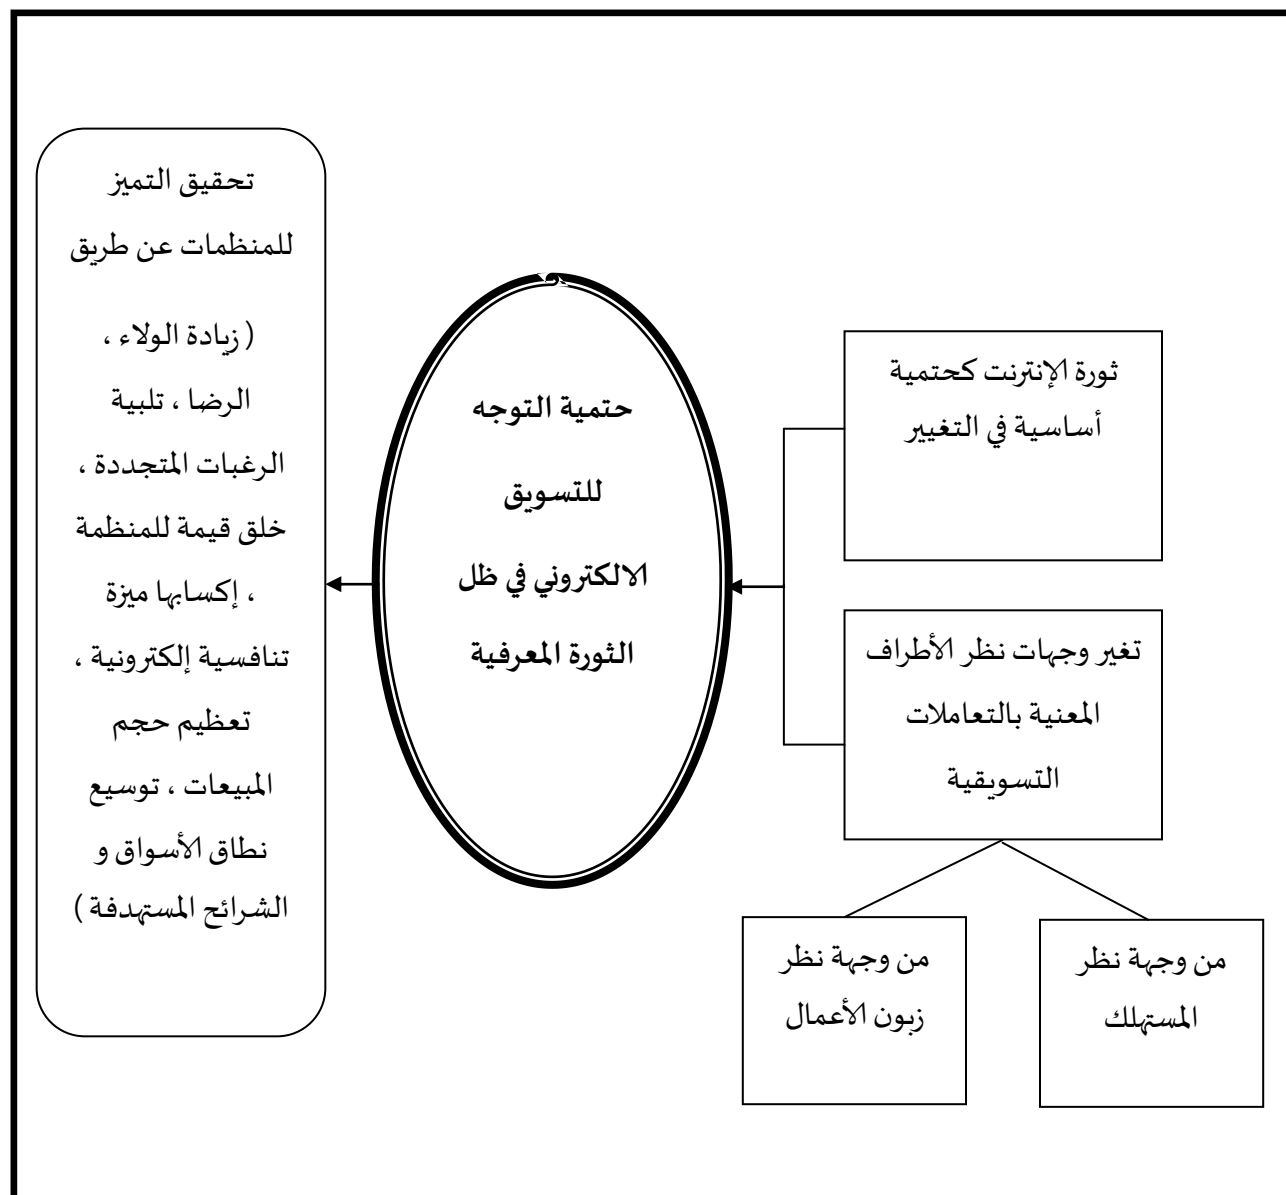 ثورة الإنترنت كحتمية
أساسية في التغيير
تغير وجهات نظر الأطراف
المعنية بالتعاملات
التسويقية
من وجهة نظر
المستهلك
من وجهة نظر
زبون الأعمال
حتمية التوجه
للتسويق
الالكتروني في ظل
الثورة المعرفية
تحقيق التميز
للمنظمات عن طريق
( زيادة الولاء ،
الرضا ، تلبية
الرغبات المتجددة ،
خلق قيمة للمنظمة
، إكسابها ميزة
تنافسية إلكترونية ،
تعظيم حجم
المبيعات ، توسيع
نطاق الأسواق و
الشرائح المستهدفة )